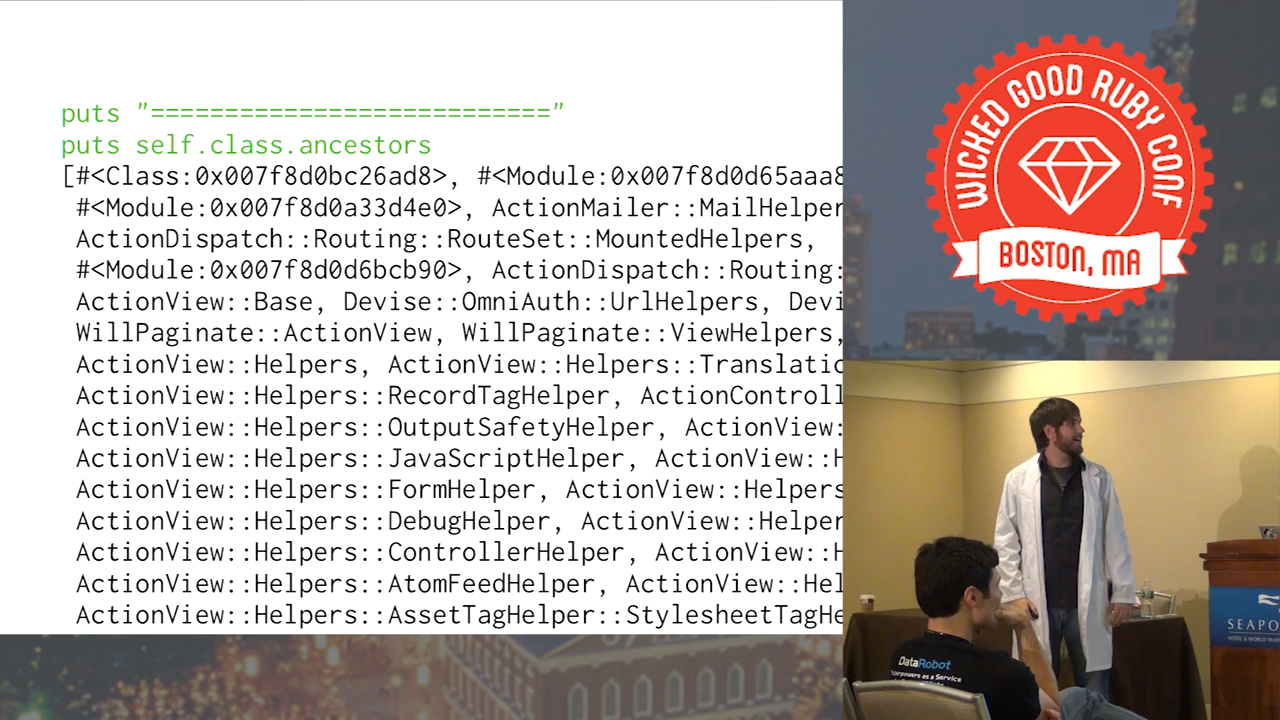 puts "==========================="
puts self.class.ancestors
[#<Class:0x007f8d0bc26ad8>, #<Module:0x007f8d0d65aaa8
#<Module:0x007f8d0a33d4e0>, ActionMailer::MailHelper
ActionDispatch::Routing::RouteSet::MountedHelpers,
#<Module:0x007f8d0d6bcb90>, ActionDispatch::Routing:
ActionView::Base, Devise::OmniAuth::UrlHelpers, Devi
WillPaginate::ActionView, WillPaginate::ViewHelpers,
ActionView::Helpers, ActionView::Helpers::Translatio
ActionView::Helpers::RecordTagHelper, ActionControll
ActionView::Helpers::OutputSafetyHelper, ActionView:
ActionView::Helpers::JavaScriptHelper, ActionView::H
ActionView::Helpers::FormHelper, ActionView::Helpers
ActionView::Helpers::DebugHelper, ActionView::Helper
ActionView::Helpers::ControllerHelper, ActionView::H
ActionView::Helpers::AtomFeedHelper, ActionView::Hel
ActionView::Helpers::AssetTagHelper::StylesheetTagHe
WICKED GOOD RUBY CONF
BOSTON, MA
DataRobot
as a Service
SEAPO
HOTEL & WORLD